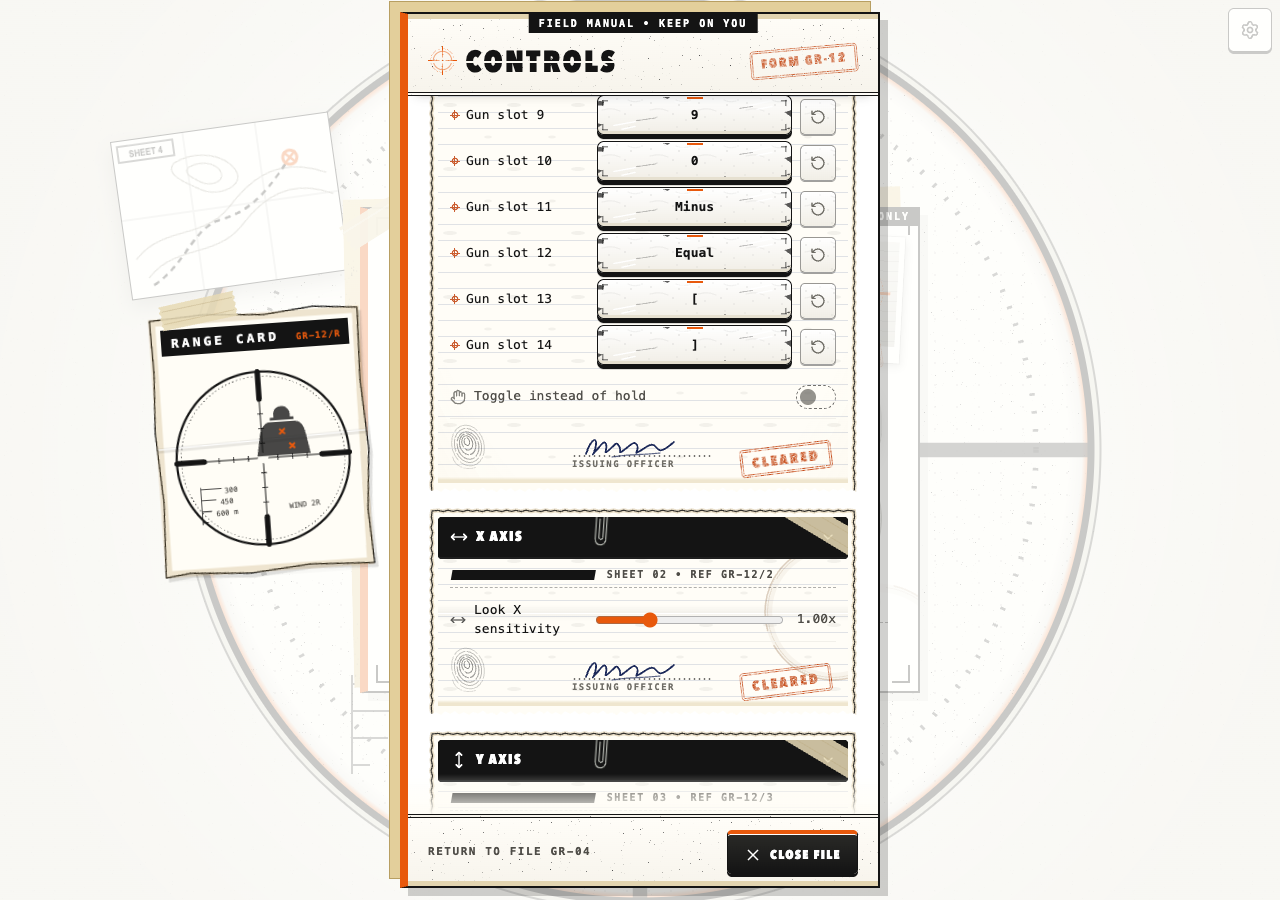 FIELD MANUAL • KEEP ON YOU
CONTROLS
FORM GR-12
Gun slot 9
9
Gun slot 10
0
Gun slot 11
Minus
Gun slot 12
Equal
Gun slot 13
[
Gun slot 14
]
Toggle instead of hold
ISSUING OFFICER
CLEARED
X AXIS
SHEET 02 • REF GR-12/2
Look X
sensitivity
1.00x
ISSUING OFFICER
CLEARED
Y AXIS
SHEET 03 • REF GR-12/3
RETURN TO FILE GR-04
CLOSE FILE
SHEET 4
RANGE CARD
GR-12/R
300
450
600 m
WIND 2R
ONLY